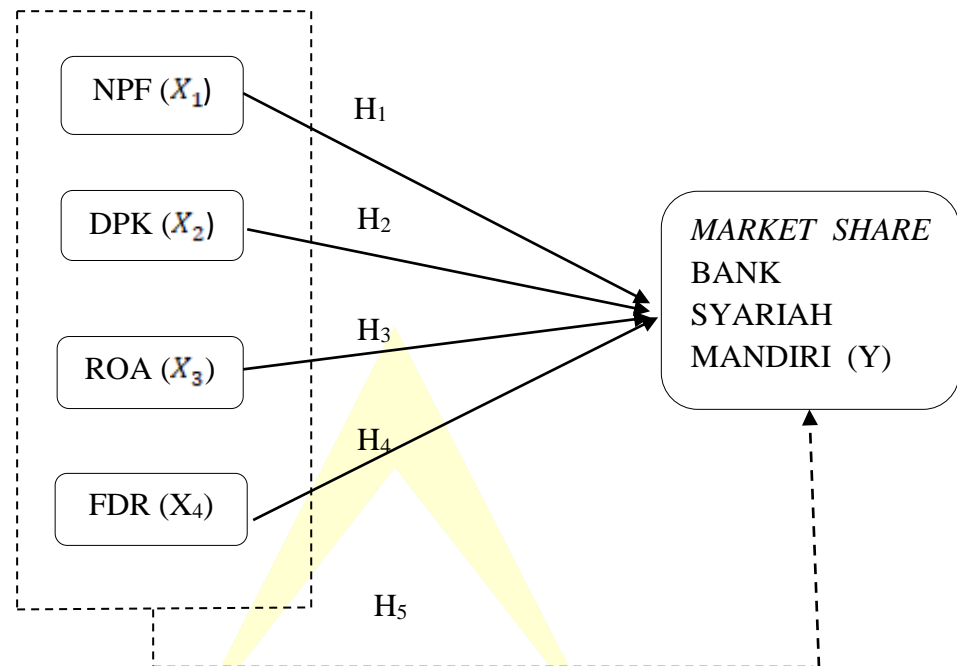 NPF (X₁)
H₁
DPK (X₂)
H₂
MARKET SHARE
BANK
SYARIAH
MANDIRI (Y)
H₃
ROA (X₃)
H₄
FDR (X₄)
H₅